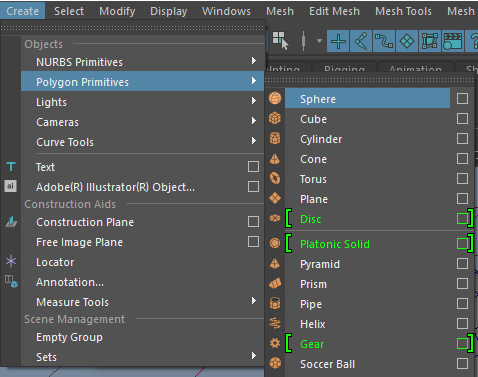 Create Select Modify Display Windows Mesh Edit Mesh Mesh Tools Mes
Objects
NURBS Primitives
Polygon Primitives
Lights
Cameras
Curve Tools
Text
Adobe(R) Illustrator(R) Object...
Construction Aids
Construction Plane
Free Image Plane
Locator
Annotation...
Measure Tools
Scene Management
Empty Group
Sets
ulpting Rigging Animation Sh
Sphere
Cube
Cylinder
Cone
Torus
Plane
Disc
Platonic Solid
Pyramid
Prism
Pipe
Helix
Gear
Soccer Ball